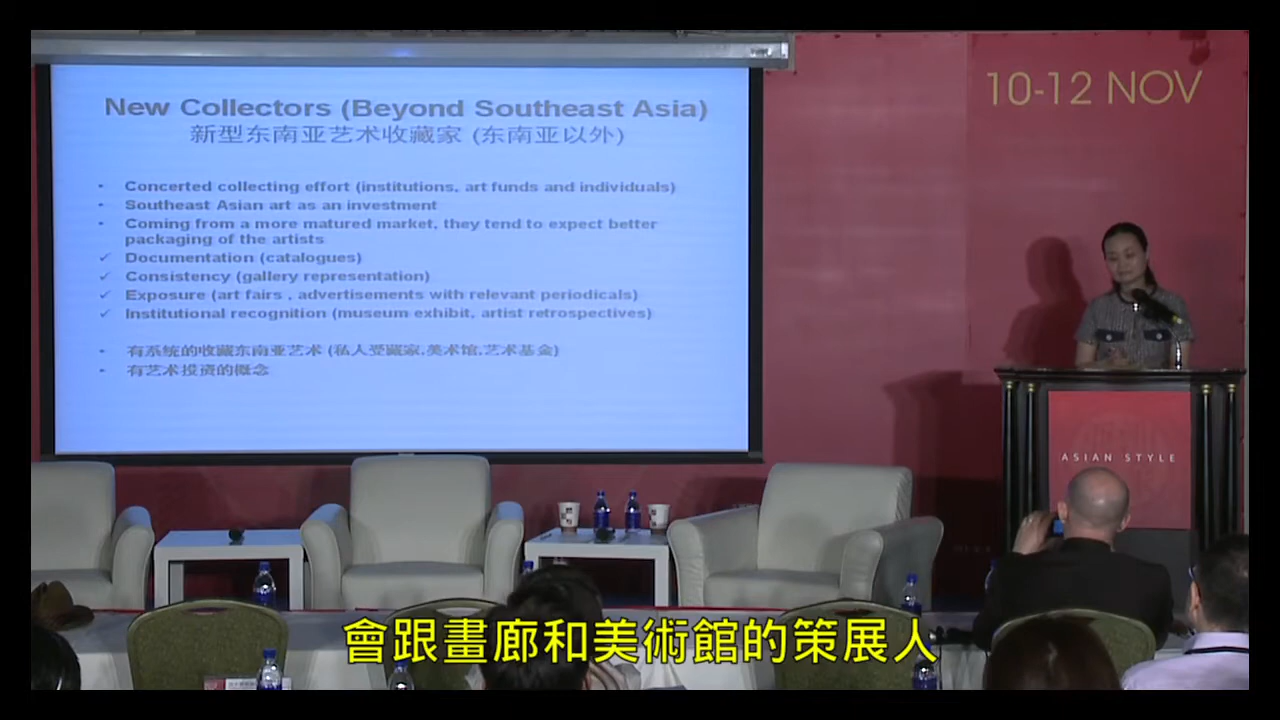 New Collectors (Beyond Southeast Asia)
新型东南亚艺术收藏家 (东南亚以外)
• Concerted collecting effort (institutions, art funds and individuals)
• Southeast Asian art as an investment
• Coming from a more matured market, they tend to expect better
packaging of the artists
✓ Documentation (catalogues)
✓ Consistency (gallery representation)
✓ Exposure (art fairs , advertisements with relevant periodicals)
✓ Institutional recognition (museum exhibit, artist retrospectives)
• 有系统的收藏东南亚艺术 (私人受藏家,美术馆,艺术基金)
• 有艺术投资的概念
10-12 NOV
ASIAN STYLE
會跟畫廊和美術館的策展人